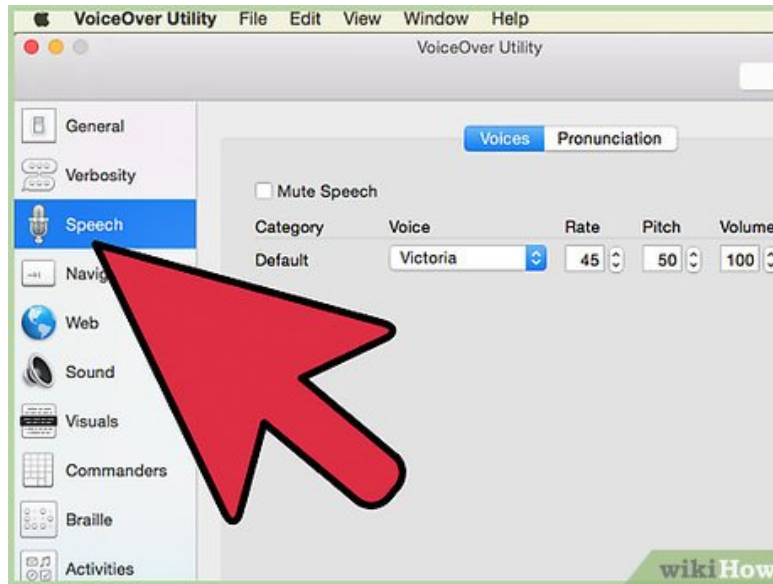 VoiceOver Utility File Edit View Window Help
VoiceOver Utility
General
Verbosity
Speech
Web
Sound
Visuals
Commanders
Braille
Activities
Voices Pronunciation
Mute Speech
Category Voice Rate Pitch Volume
Default Victoria 45 50 100
wikiHow